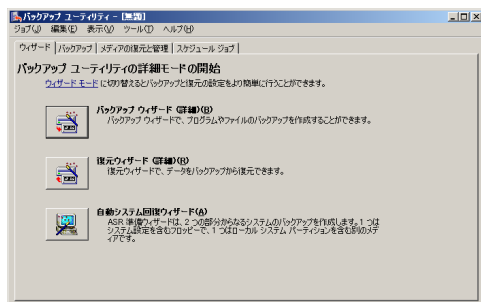 バックアップ ユーティリティ - [無題]
ジョブ(J) 編集(E) 表示(V) ツール(T) ヘルプ(H)
ウィザード バックアップ メディアの復元と管理 スケジュール ジョブ
バックアップ ユーティリティの詳細モードの開始
ウィザード モード に切り替えるとバックアップと復元の設定をより簡単に行うことができます。
バックアップ ウィザード (詳細)(B)
バックアップ ウィザードで、プログラムやファイルのバックアップを作成することができます。
復元ウィザード (詳細)(R)
復元ウィザードで、データをバックアップから復元できます。
自動システム回復ウィザード(A)
ASR 準備ウィザードは、2 つの部分からなるシステムのバックアップを作成します。1 つは
システム設定を含むフロッピーで、1 つはローカル システム パーティションを含む別のメデ
ィアです。